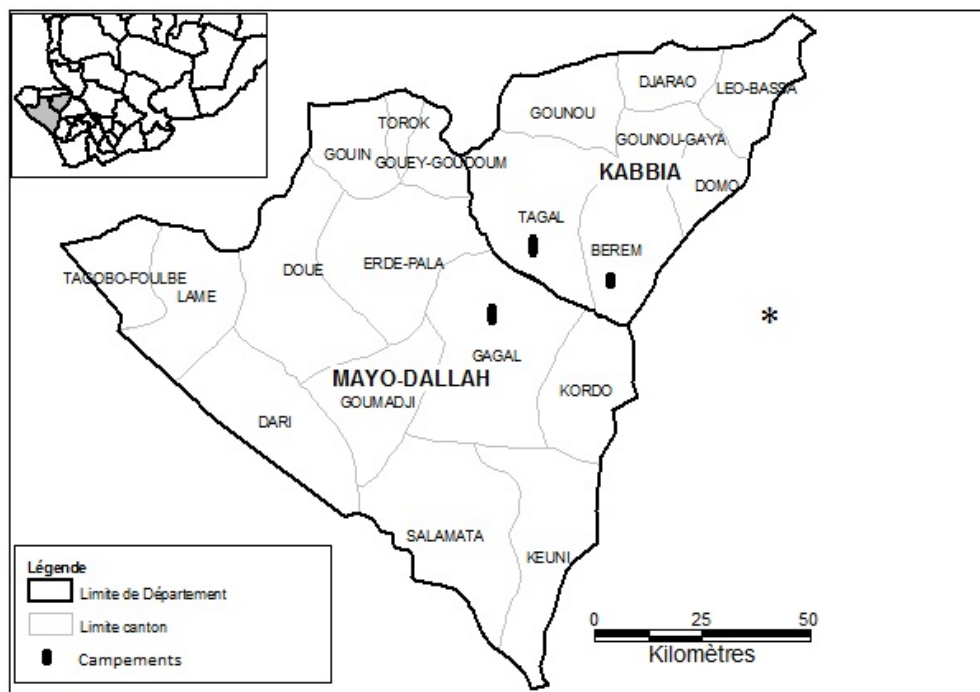 DJARAO
LEO-BASSA
GOUNOU
TOROK
GOUNOU-GAYA
GOUIN
GOUEY-GOUDOUM
KABBIA
DOMO
TAGAL
BEREM
ERDE-PALA
DOUE
TAGOBO-FOULBE
LAME
*
GAGAL
MAYO-DALLAH
KORDO
GOUMADJI
DARI
SALAMATA
KEUNI
Légende
Limite de Département
Limite canton
Campements
0 25 50
Kilomètres